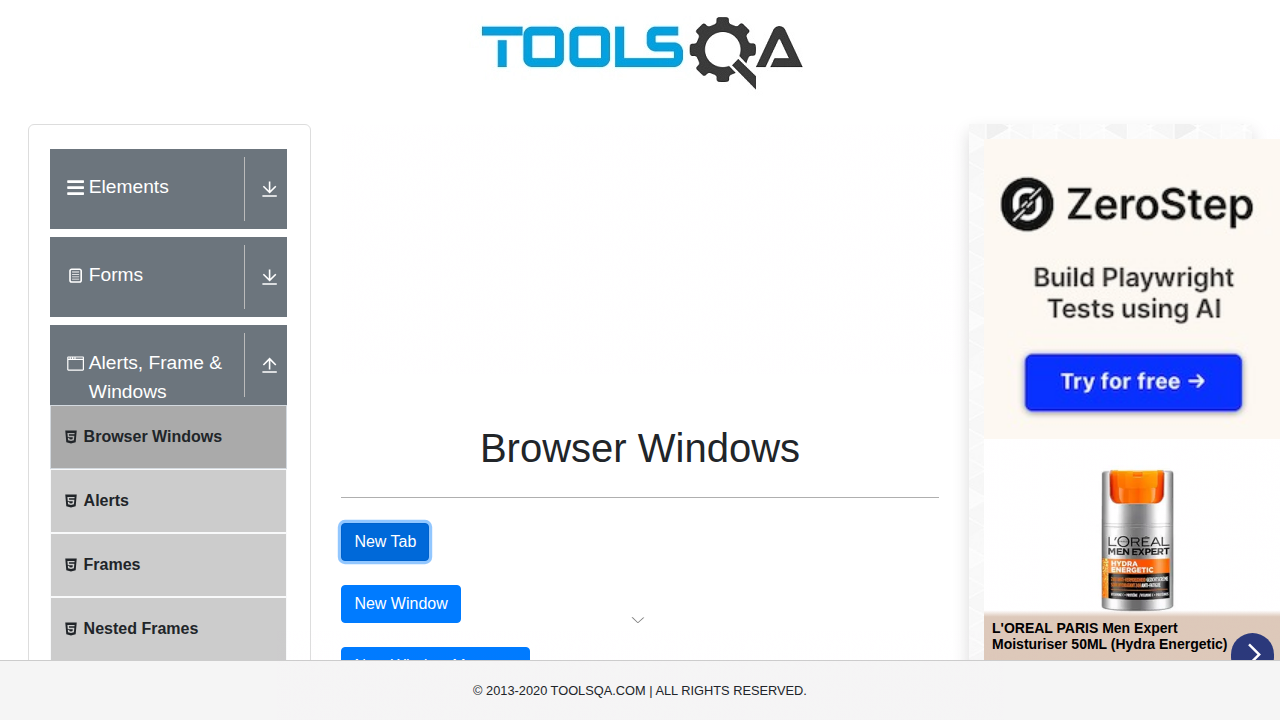 TOOLSQA
Elements
Forms
Alerts, Frame &
Windows
Browser Windows
Alerts
Frames
Nested Frames
Browser Windows
New Tab
New Window
ZeroStep
Build Playwright
Tests using AI
Try for free →
L'ORÉAL
MEN EXPERT
HYDRA
ENERGETIC
L'OREAL PARIS Men Expert
Moisturiser 50ML (Hydra Energetic)
© 2013-2020 TOOLSQA.COM | ALL RIGHTS RESERVED.